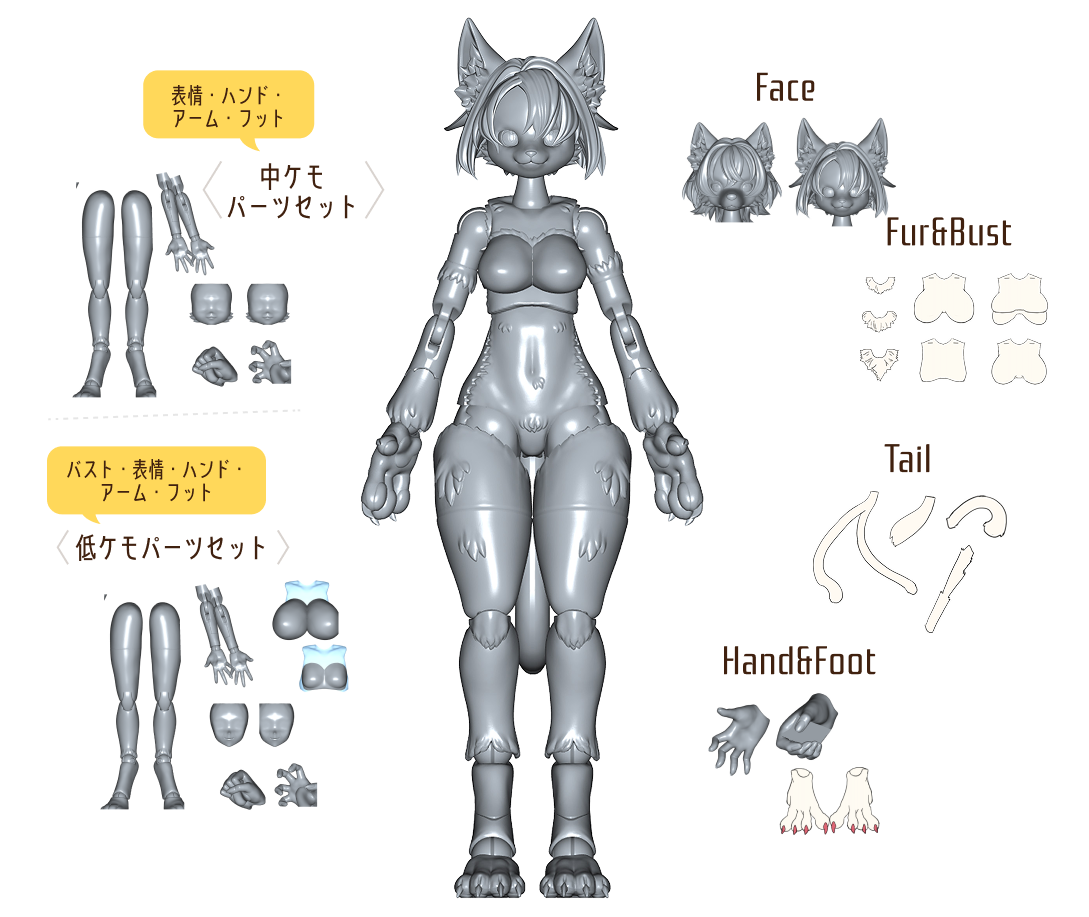 表情・ハンド・
アーム・フット
中ケモ
パーツセット
バスト・表情・ハンド・
アーム・フット
低ケモパーツセット
Face
Fur&Bust
Tail
Hand&Foot